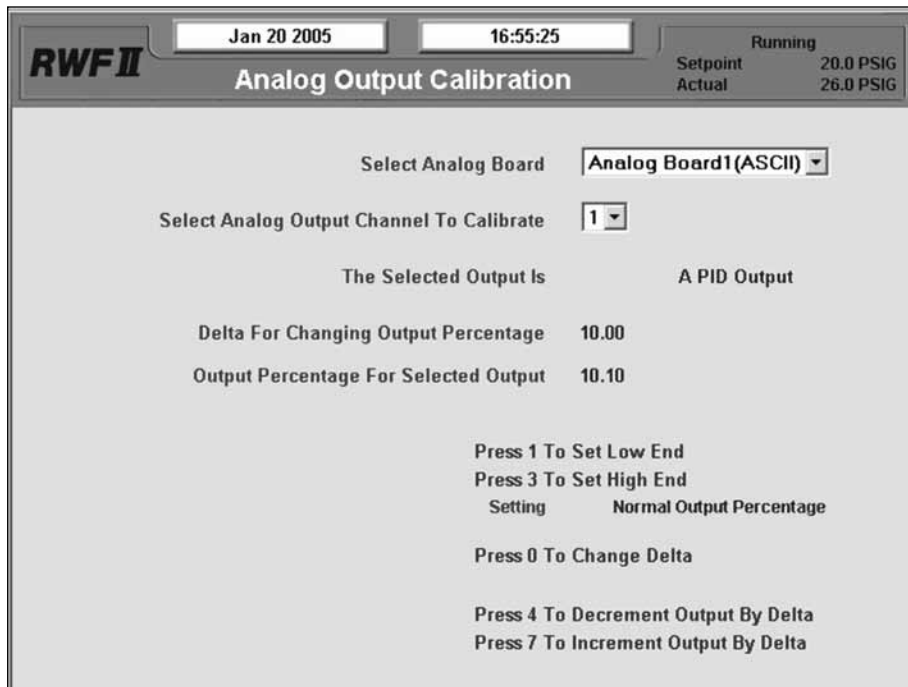 RWF II
Jan 20 2005
16:55:25
Analog Output Calibration
Running
Setpoint 20.0 PSIG
Actual 26.0 PSIG
Select Analog Board Analog Board1(ASCII)
Select Analog Output Channel To Calibrate 1
The Selected Output Is A PID Output
Delta For Changing Output Percentage 10.00
Output Percentage For Selected Output 10.10
Press 1 To Set Low End
Press 3 To Set High End
Setting Normal Output Percentage
Press 0 To Change Delta
Press 4 To Decrement Output By Delta
Press 7 To Increment Output By Delta